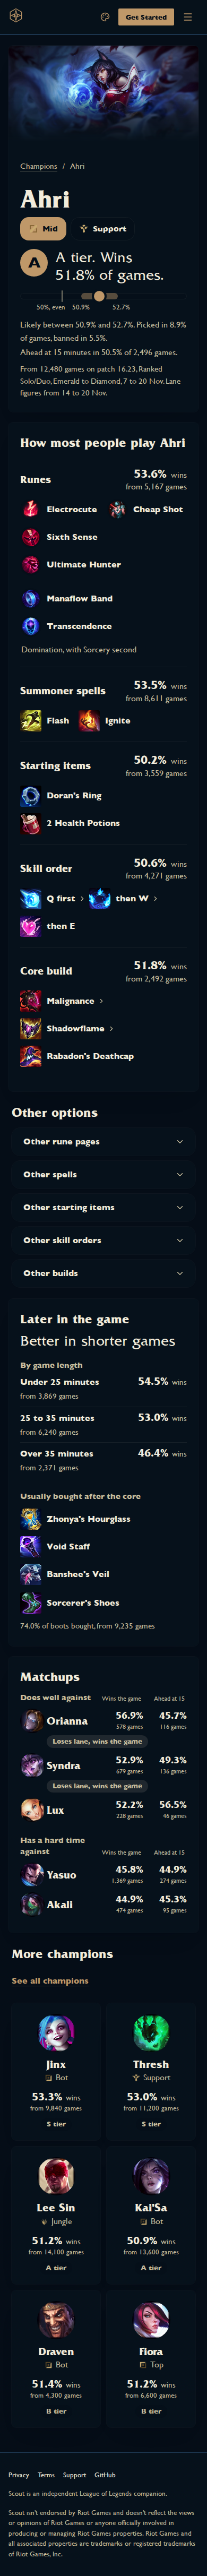 Get Started
Champions / Ahri
Ahri
Mid
Support
A
A tier. Wins
51.8% of games.
50%, even
50.9%
52.7%
Likely between 50.9% and 52.7%. Picked in 8.9%
of games, banned in 5.5%.
Ahead at 15 minutes in 50.5% of 2,496 games.
From 12,480 games on patch 16.23, Ranked
Solo/Duo, Emerald to Diamond, 7 to 20 Nov. Lane
figures from 14 to 20 Nov.
How most people play Ahri
Runes
53.6% wins
from 5,167 games
Electrocute
Cheap Shot
Sixth Sense
Ultimate Hunter
Manaflow Band
Transcendence
Domination, with Sorcery second
Summoner spells
53.5% wins
from 8,611 games
Flash
Ignite
Starting items
50.2% wins
from 3,559 games
Doran's Ring
2 Health Potions
Skill order
50.6% wins
from 4,271 games
Q first
then W
then E
Core build
51.8% wins
from 2,492 games
Malignance
Shadowflame
Rabadon's Deathcap
Other options
Other rune pages
Other spells
Other starting items
Other skill orders
Other builds
Later in the game
Better in shorter games
By game length
Under 25 minutes
54.5% wins
from 3,869 games
25 to 35 minutes
53.0% wins
from 6,240 games
Over 35 minutes
46.4% wins
from 2,371 games
Usually bought after the core
Zhonya's Hourglass
Void Staff
Banshee's Veil
Sorcerer's Shoes
74.0% of boots bought, from 9,235 games
Matchups
Does well against
Wins the game
Ahead at 15
Orianna
56.9%
45.7%
578 games
116 games
Loses lane, wins the game
Syndra
52.9%
49.3%
679 games
136 games
Loses lane, wins the game
Lux
52.2%
56.5%
228 games
46 games
Has a hard time
against
Wins the game
Ahead at 15
Yasuo
45.8%
44.9%
1,369 games
274 games
Akali
44.9%
45.3%
474 games
95 games
More champions
See all champions
Jinx
Bot
53.3% wins
from 9,840 games
S tier
Thresh
Support
53.0% wins
from 11,200 games
S tier
Lee Sin
Jungle
51.2% wins
from 14,100 games
A tier
Kai'Sa
Bot
50.9% wins
from 13,600 games
A tier
Draven
Bot
51.4% wins
from 4,300 games
B tier
Fiora
Top
51.2% wins
from 6,600 games
B tier
Privacy
Terms
Support
GitHub
Scout is an independent League of Legends companion.
Scout isn't endorsed by Riot Games and doesn't reflect the views
or opinions of Riot Games or anyone officially involved in
producing or managing Riot Games properties. Riot Games and
all associated properties are trademarks or registered trademarks
of Riot Games, Inc.